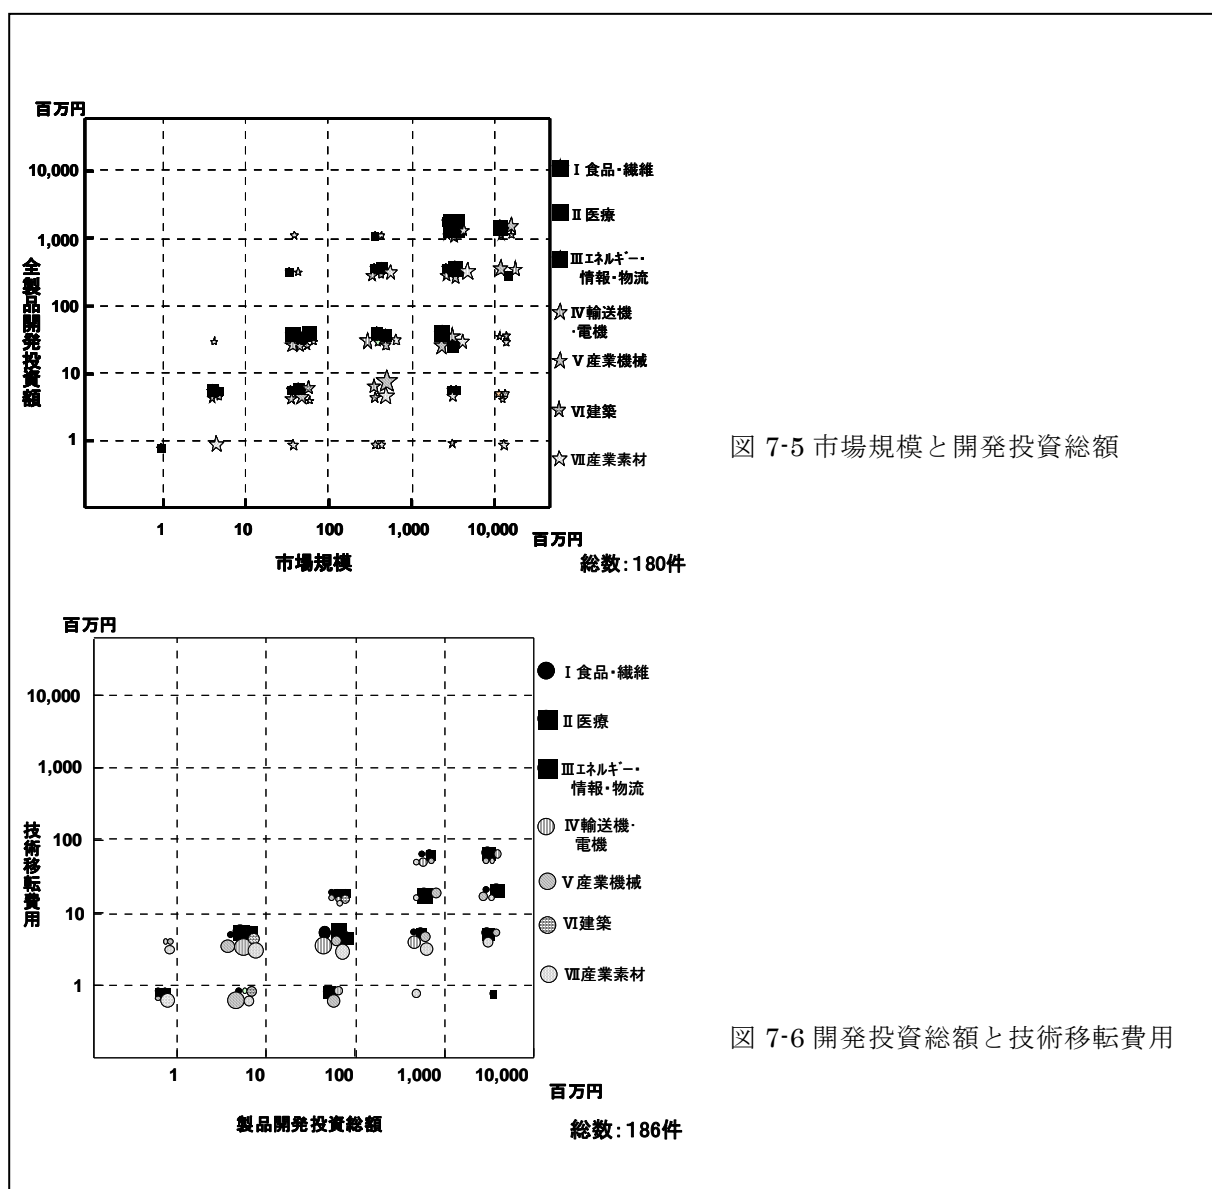 百万円
10,000
1,000
100
10
1
全製品開発投資額
1
10
100
1,000
10,000
百万円
市場規模
総数:180件
Ⅰ 食品・繊維
Ⅱ 医療
Ⅲエネルギー・
情報・物流
Ⅳ輸送機
・電機
Ⅴ産業機械
Ⅵ建築
Ⅶ産業素材
図 7-5 市場規模と開発投資総額
百万円
10,000
1,000
100
10
1
技術移転費用
1
10
100
1,000
10,000
百万円
製品開発投資総額
総数:186件
Ⅰ 食品・繊維
Ⅱ 医療
Ⅲエネルギー・
情報・物流
Ⅳ輸送機・
電機
Ⅴ産業機械
Ⅵ建築
Ⅶ産業素材
図 7-6 開発投資総額と技術移転費用